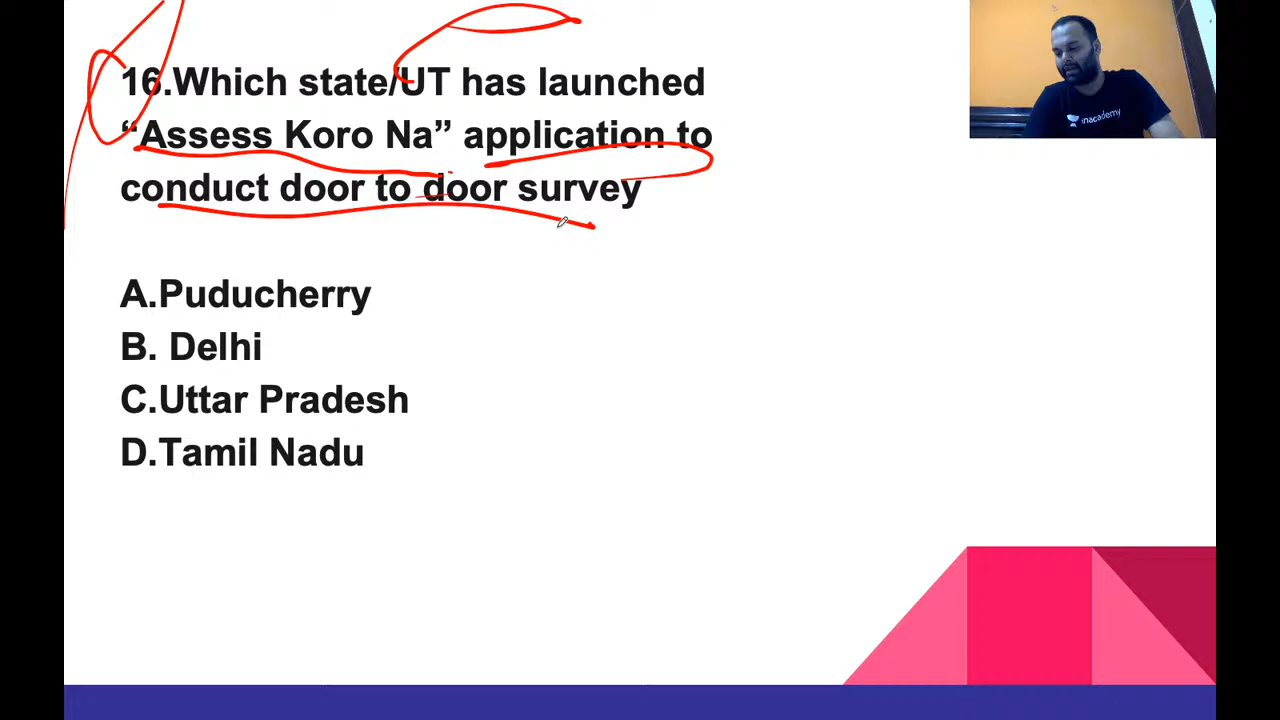 16.Which state/UT has launched
“Assess Koro Na” application to
conduct door to door survey
A.Puducherry
B. Delhi
C.Uttar Pradesh
D.Tamil Nadu
unacademy